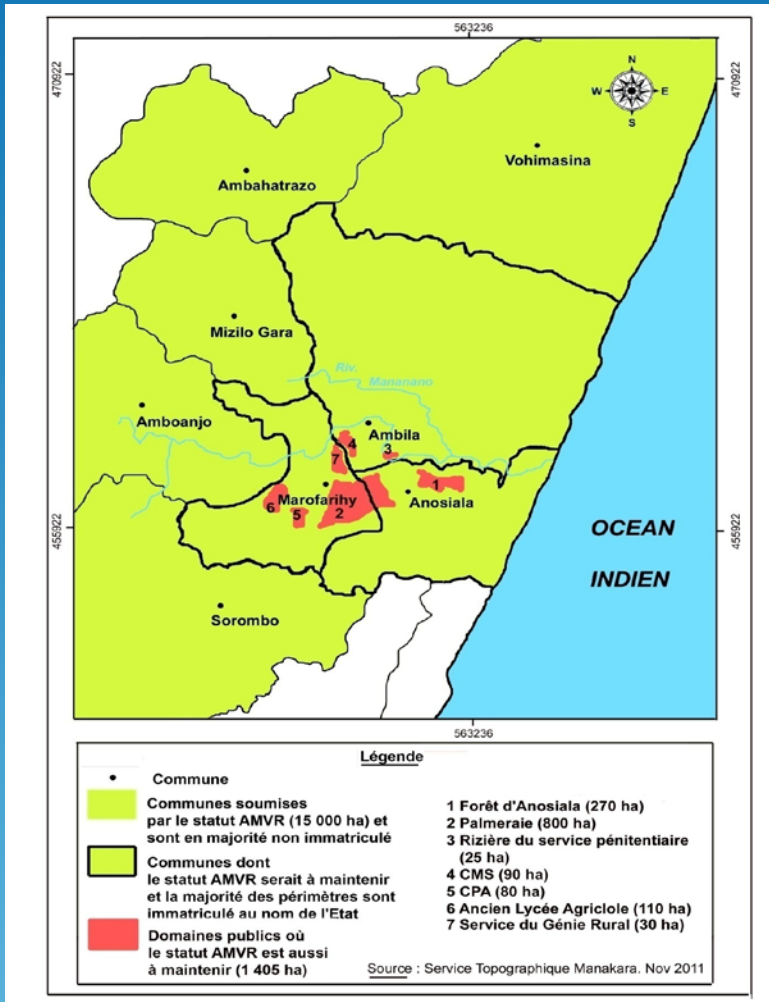 563236
470922
470922
N
W E
S
Vohimasina
Ambahatrazo
Mizilo Gara
Riv.
Mananano
Amboanjo
Ambila
4
3
7
1
Marofarihy
Anosiala
6
5
2
455922
455922
OCEAN
INDIEN
Sorombo
563236
Légende
Commune
Communes soumises
par le statut AMVR (15 000 ha) et
sont en majorité non immatriculé
Communes dont
le statut AMVR serait à maintenir
et la majorité des périmètres sont
immatriculé au nom de l'Etat
Domaines publics où
le statut AMVR est aussi
à maintenir (1 405 ha)
1 Forêt d'Anosiala (270 ha)
2 Palmeraie (800 ha)
3 Rizière du service pénitentiaire
(25 ha)
4 CMS (90 ha)
5 CPA (80 ha)
6 Ancien Lycée Agriclole (110 ha)
7 Service du Génie Rural (30 ha)
Source : Service Topographique Manakara. Nov 2011